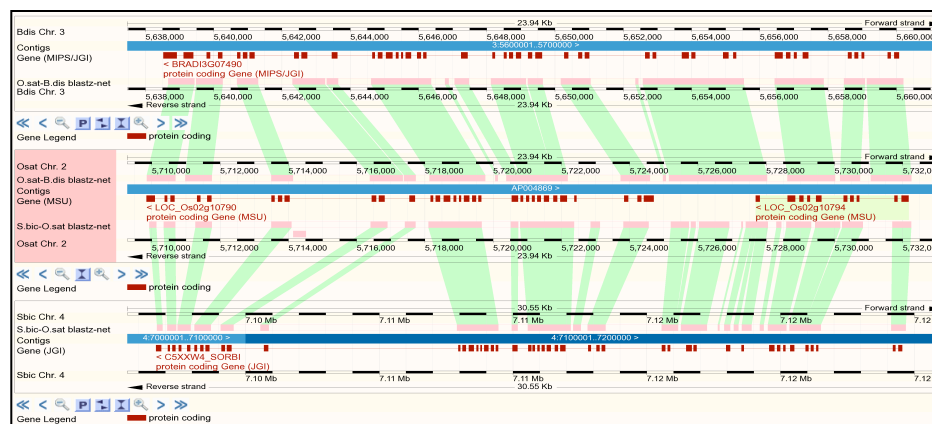 23.94 Kb Forward strand
Bdis Chr. 3
5,638,000 5,640,000 5,642,000 5,644,000 5,646,000 5,648,000 5,650,000 5,652,000 5,654,000 5,656,000 5,658,000 5,660,000
Contigs 3:5600001..5700000 >
Gene (MIPS/JGI)
< BRADI3G07490
protein coding Gene (MIPS/JGI)
O.sat-B.dis blastz-net
Bdis Chr. 3
5,638,000 5,640,000 5,642,000 5,644,000 5,646,000 5,648,000 5,650,000 5,652,000 5,654,000 5,656,000 5,658,000 5,660,000
Reverse strand 23.94 Kb
P
Gene Legend protein coding
23.94 Kb Forward strand
Osat Chr. 2
5,710,000 5,712,000 5,714,000 5,716,000 5,718,000 5,720,000 5,722,000 5,724,000 5,726,000 5,728,000 5,730,000 5,732,0
O.sat-B.dis blastz-net
Contigs AP004869 >
Gene (MSU)
< LOC_Os02g10790 < LOC_Os02g10794
protein coding Gene (MSU) protein coding Gene (MSU)
S.bic-O.sat blastz-net
Osat Chr. 2
5,710,000 5,712,000 5,714,000 5,716,000 5,718,000 5,720,000 5,722,000 5,724,000 5,726,000 5,728,000 5,730,000 5,732,0
Reverse strand 23.94 Kb
Gene Legend protein coding
30.55 Kb Forward strand
Sbic Chr. 4
7.10 Mb 7.11 Mb 7.11 Mb 7.12 Mb 7.12 Mb 7.12
S.bic-O.sat blastz-net
Contigs 4:7000001..7100000 > 4:7100001..7200000 >
Gene (JGI)
< C5XXW4_SORBI
protein coding Gene (JGI)
Sbic Chr. 4
7.10 Mb 7.11 Mb 7.11 Mb 7.12 Mb 7.12 Mb 7.12
Reverse strand 30.55 Kb
P
Gene Legend protein coding